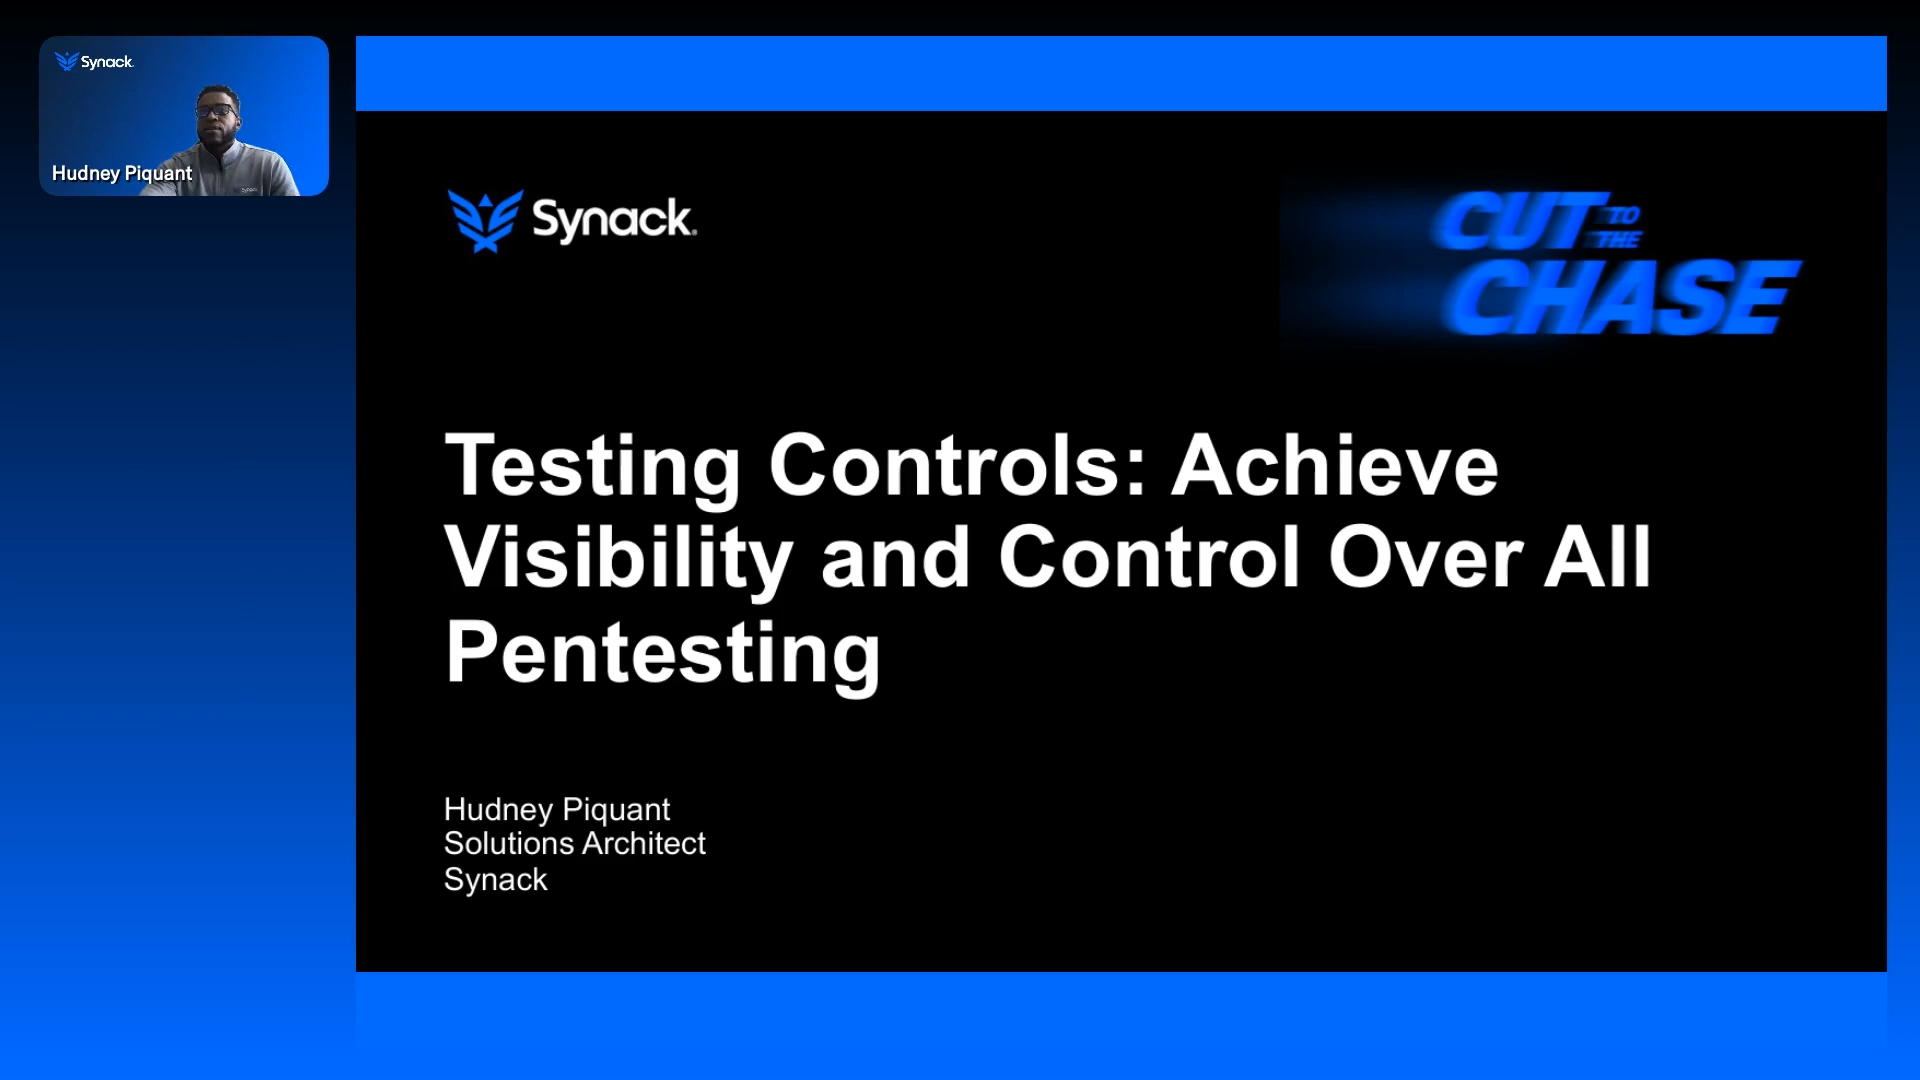 Synack
Hudney Piquant
Synack
CUT TO THE
CHASE
Testing Controls: Achieve
Visibility and Control Over All
Pentesting
Hudney Piquant
Solutions Architect
Synack